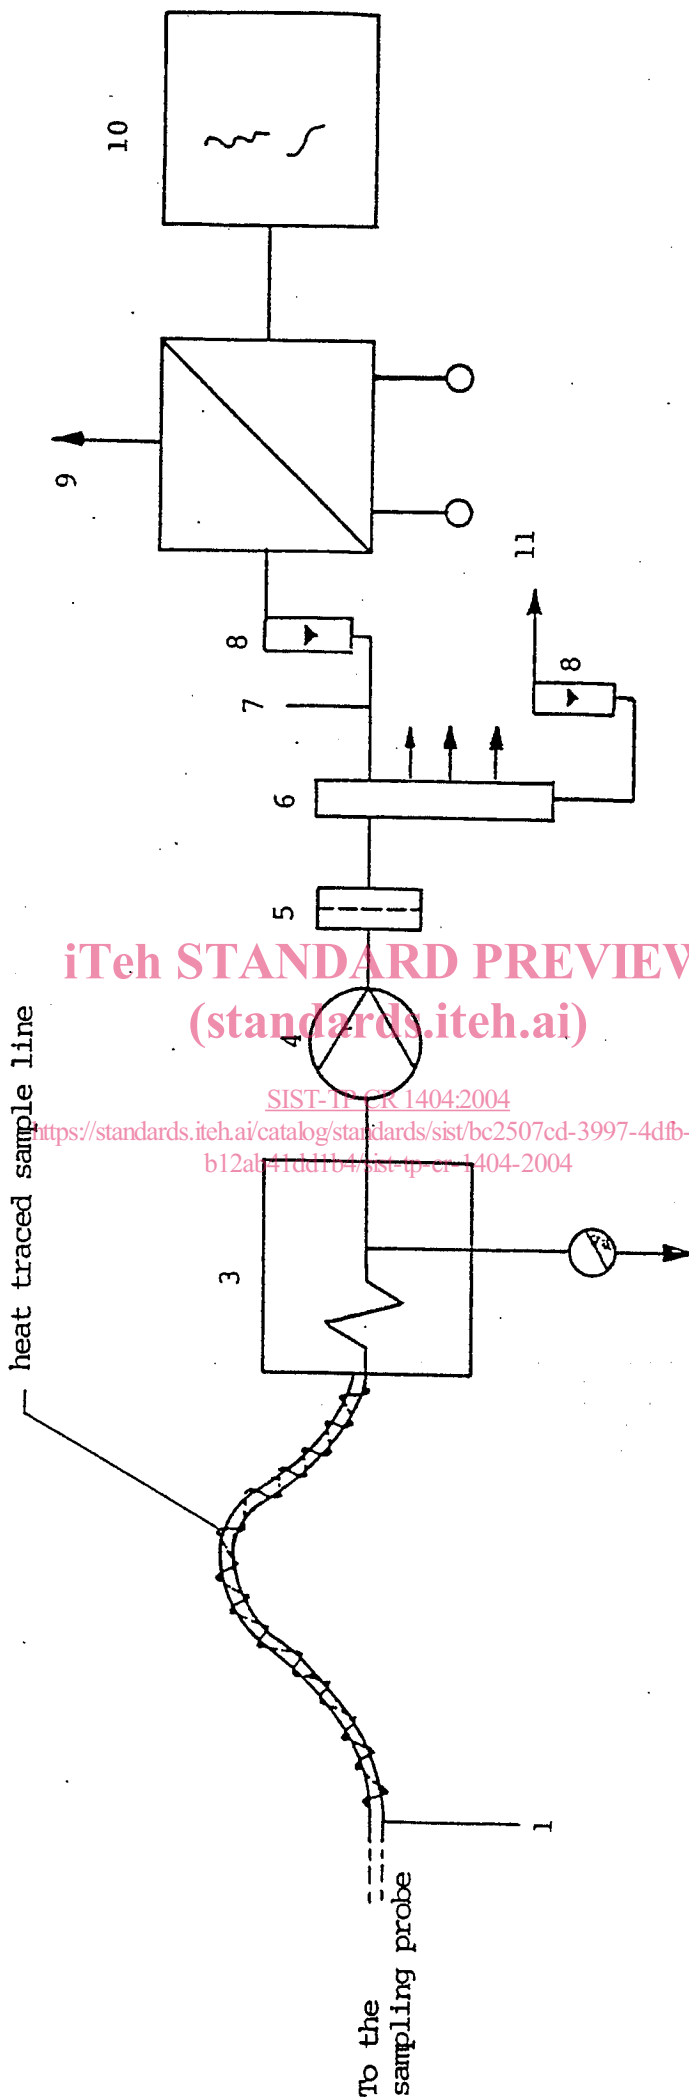 To the
sampling probe
1
heat traced sample line
3
4
5
6
7
8
8
9
10
11
iTeh STANDARD PREVIEW
(standards.iteh.ai)
SIST-TP CR 1404:2004
https://standards.iteh.ai/catalog/standards/sist/bc2507cd-3997-4dfb-
b12ab41dd1b4/sist-tp-cr-1404-2004